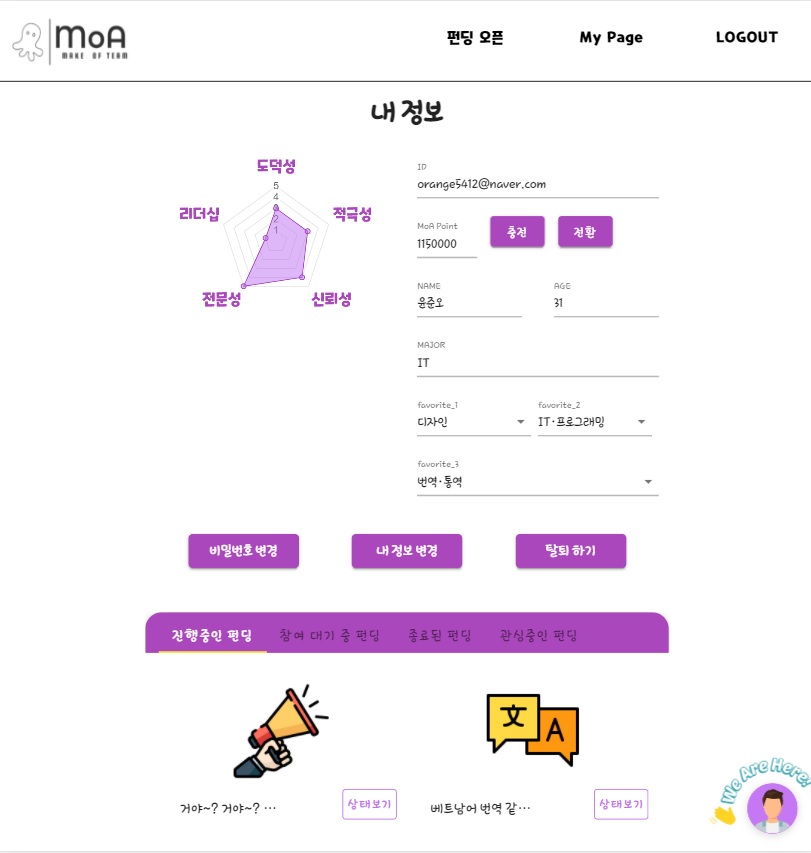 MoA
MAKE OF TEAM
펀딩 오픈
My Page
LOGOUT
내 정보
도덕성
적극성
신뢰성
전문성
리더십
5
4
3
2
1
ID
orange5412@naver.com
MoA Point
1150000
충전
전환
NAME
윤준오
AGE
31
MAJOR
IT
favorite_1
디자인
favorite_2
IT·프로그래밍
favorite_3
번역·통역
비밀번호 변경
내 정보 변경
탈퇴 하기
진행중인 펀딩
참여 대기 중 펀딩
종료된 펀딩
관심중인 펀딩
文
A
거야~? 거야~? ···
상태보기
베트남어 번역 같···
상태보기
We Are Here!